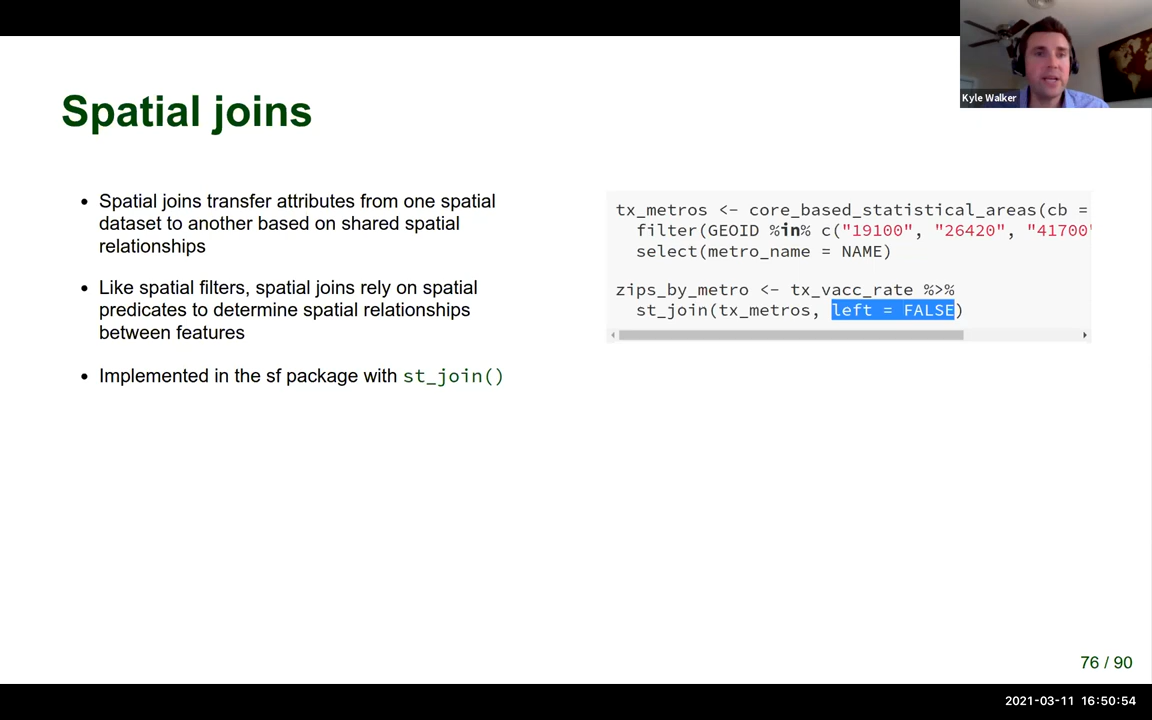 Kyle Walker
Spatial joins
• Spatial joins transfer attributes from one spatial
dataset to another based on shared spatial
relationships
• Like spatial filters, spatial joins rely on spatial
predicates to determine spatial relationships
between features
• Implemented in the sf package with st_join()
tx_metros <- core_based_statistical_areas(cb =
filter(GEOID %in% c("19100", "26420", "41700"
select(metro_name = NAME)
zips_by_metro <- tx_vacc_rate %>%
st_join(tx_metros, left = FALSE)
76 / 90
2021-03-11 16:50:54